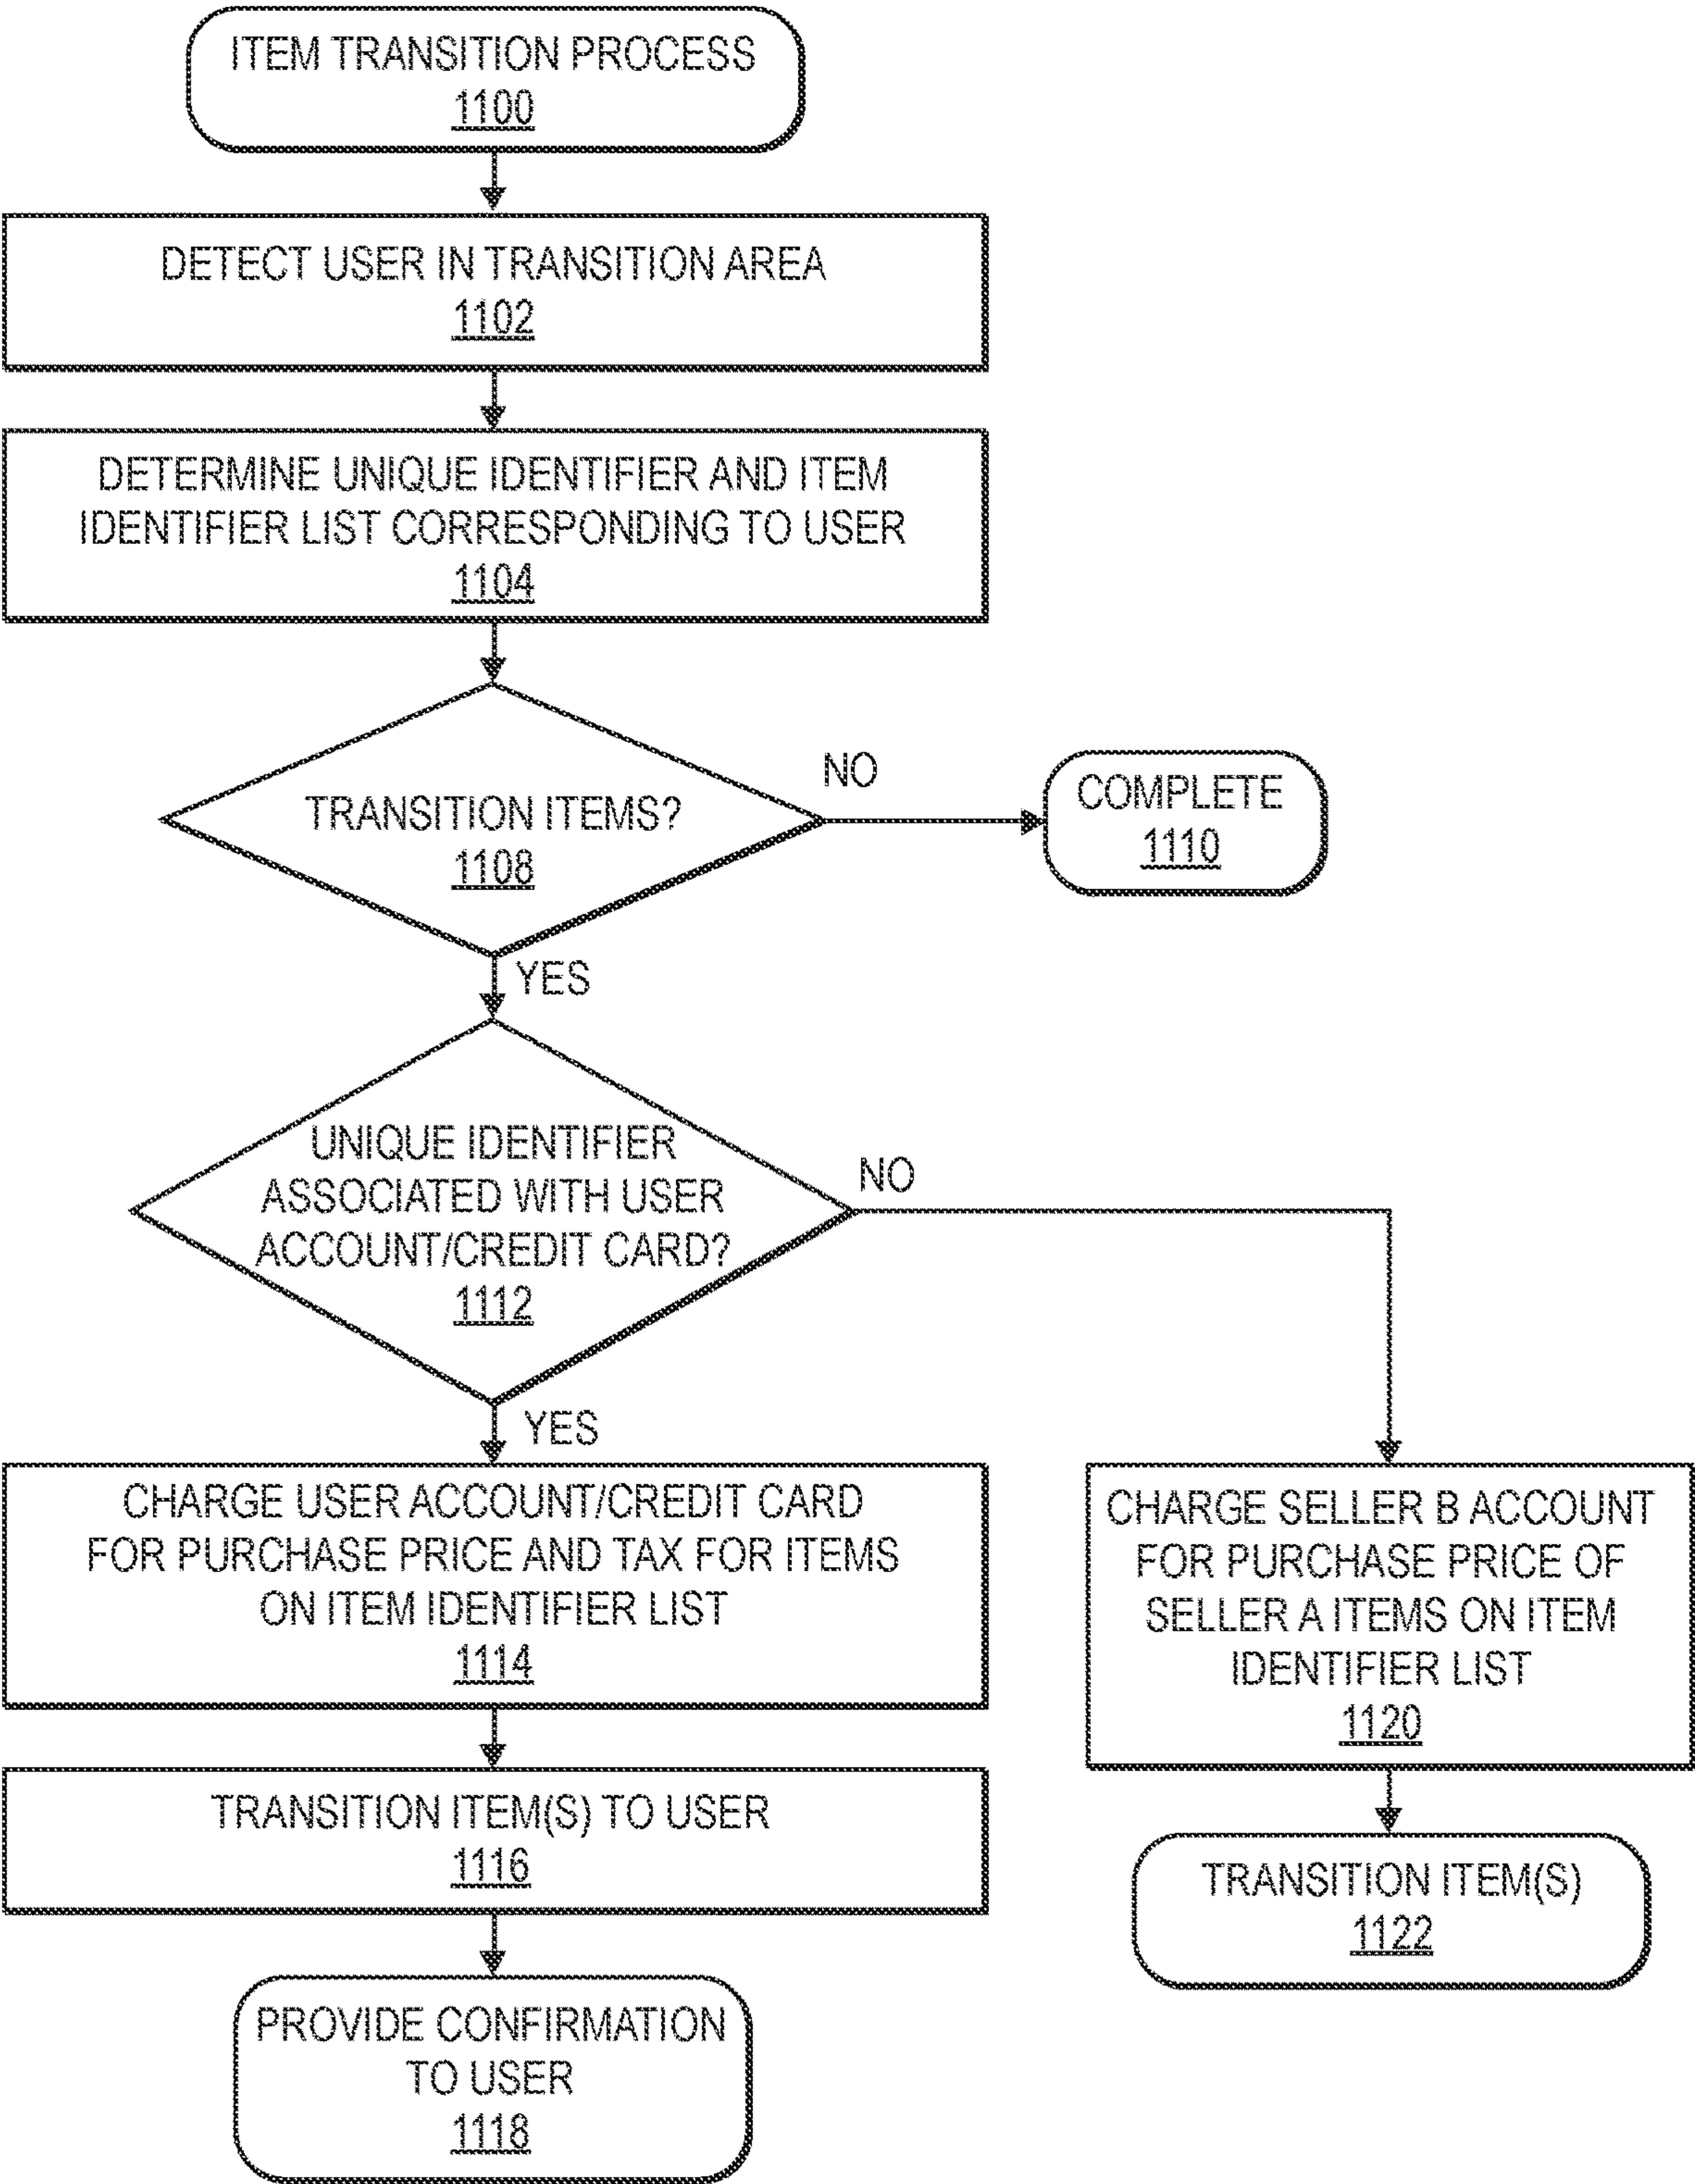 ITEM TRANSITION PROCESS
1100
DETECT USER IN TRANSITION AREA
1102
DETERMINE UNIQUE IDENTIFIER AND ITEM
IDENTIFIER LIST CORRESPONDING TO USER
1104
TRANSITION ITEMS?
1108
NO
COMPLETE
1110
YES
UNIQUE IDENTIFIER
ASSOCIATED WITH USER
ACCOUNT/CREDIT CARD?
1112
NO
YES
CHARGE USER ACCOUNT/CREDIT CARD
FOR PURCHASE PRICE AND TAX FOR ITEMS
ON ITEM IDENTIFIER LIST
1114
CHARGE SELLER B ACCOUNT
FOR PURCHASE PRICE OF
SELLER A ITEMS ON ITEM
IDENTIFIER LIST
1120
TRANSITION ITEM(S) TO USER
1116
TRANSITION ITEM(S)
1122
PROVIDE CONFIRMATION
TO USER
1118